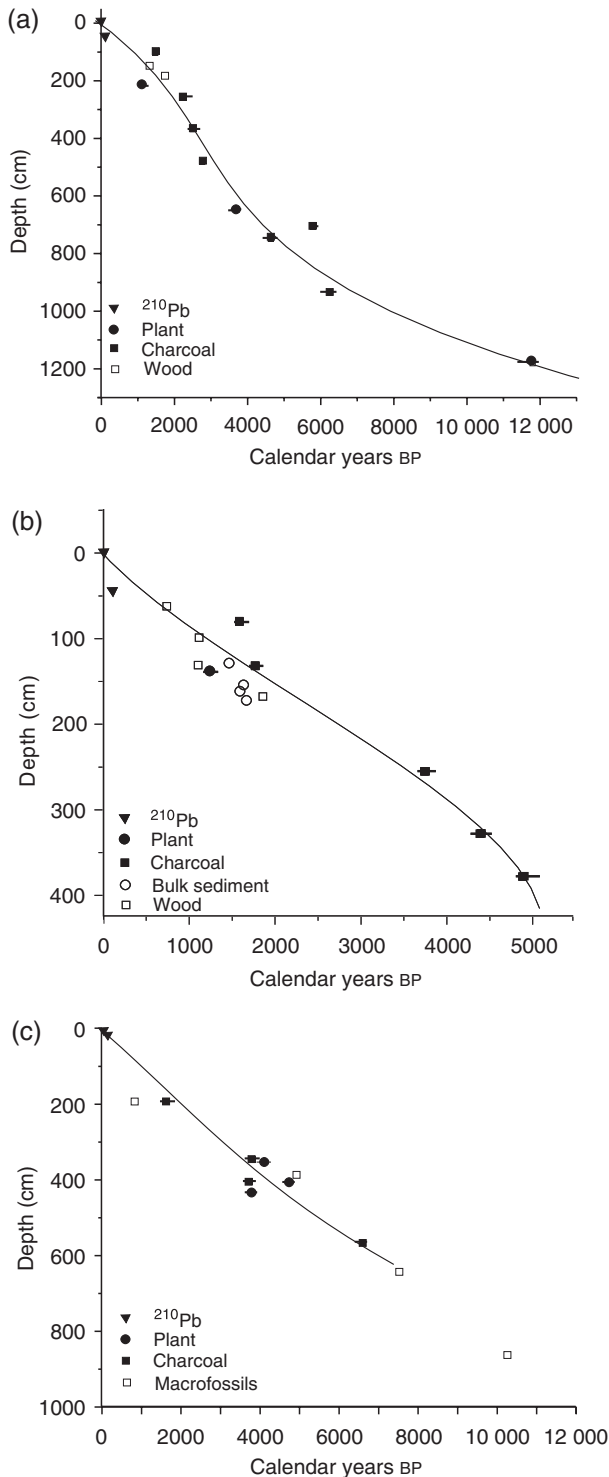 (a)
0
200
400
600
800
1000
1200
Depth (cm)
²¹⁰Pb
Plant
Charcoal
Wood
0 2000 4000 6000 8000 10 000 12 000
Calendar years BP
(b)
0
100
200
300
400
Depth (cm)
²¹⁰Pb
Plant
Charcoal
Bulk sediment
Wood
0 1000 2000 3000 4000 5000
Calendar years BP
(c)
0
200
400
600
800
1000
Depth (cm)
²¹⁰Pb
Plant
Charcoal
Macrofossils
0 2000 4000 6000 8000 10 000 12 000
Calendar years BP